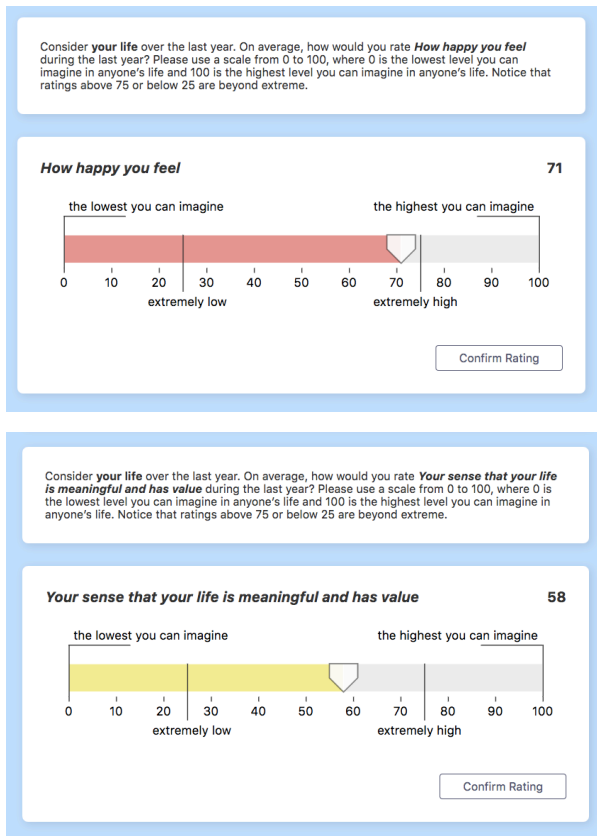 Consider your life over the last year. On average, how would you rate How happy you feel
during the last year? Please use a scale from 0 to 100, where 0 is the lowest level you can
imagine in anyone's life and 100 is the highest level you can imagine in anyone's life. Notice that
ratings above 75 or below 25 are beyond extreme.
How happy you feel 71
the lowest you can imagine the highest you can imagine
0 10 20 30 40 50 60 70 80 90 100
extremely low extremely high
Confirm Rating
Consider your life over the last year. On average, how would you rate Your sense that your life
is meaningful and has value during the last year? Please use a scale from 0 to 100, where 0 is
the lowest level you can imagine in anyone's life and 100 is the highest level you can imagine in
anyone's life. Notice that ratings above 75 or below 25 are beyond extreme.
Your sense that your life is meaningful and has value 58
the lowest you can imagine the highest you can imagine
0 10 20 30 40 50 60 70 80 90 100
extremely low extremely high
Confirm Rating